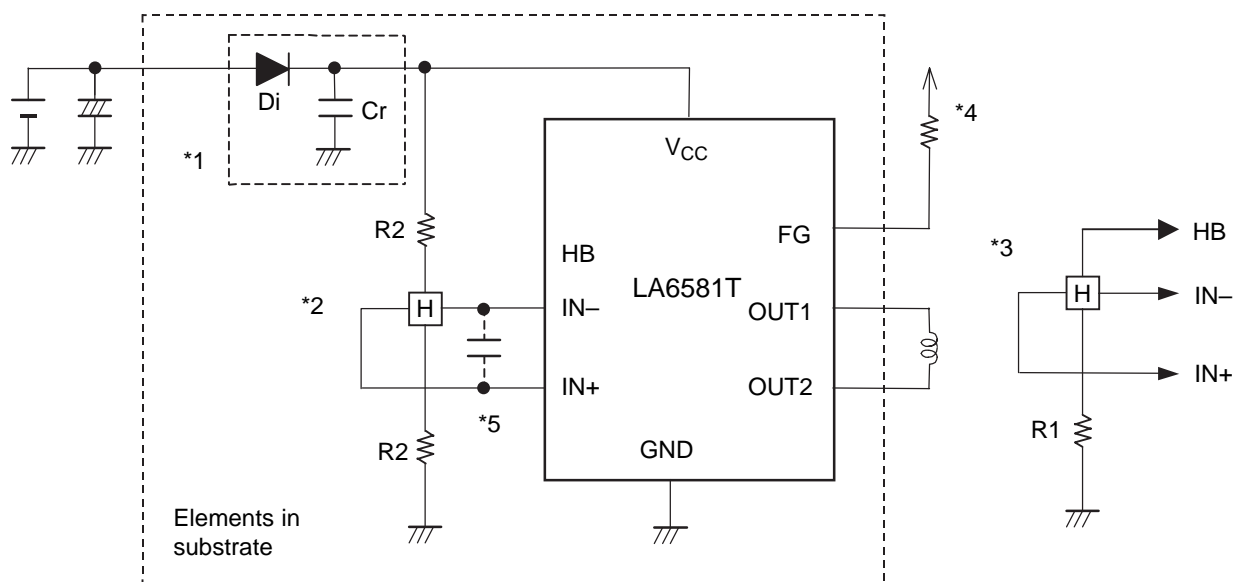 Di
Cr
*1
*4
VCC
R2
FG
HB
*3
HB
LA6581T
*2
H
IN–
OUT1
H
IN–
IN+
OUT2
IN+
*5
R1
R2
GND
Elements in
substrate